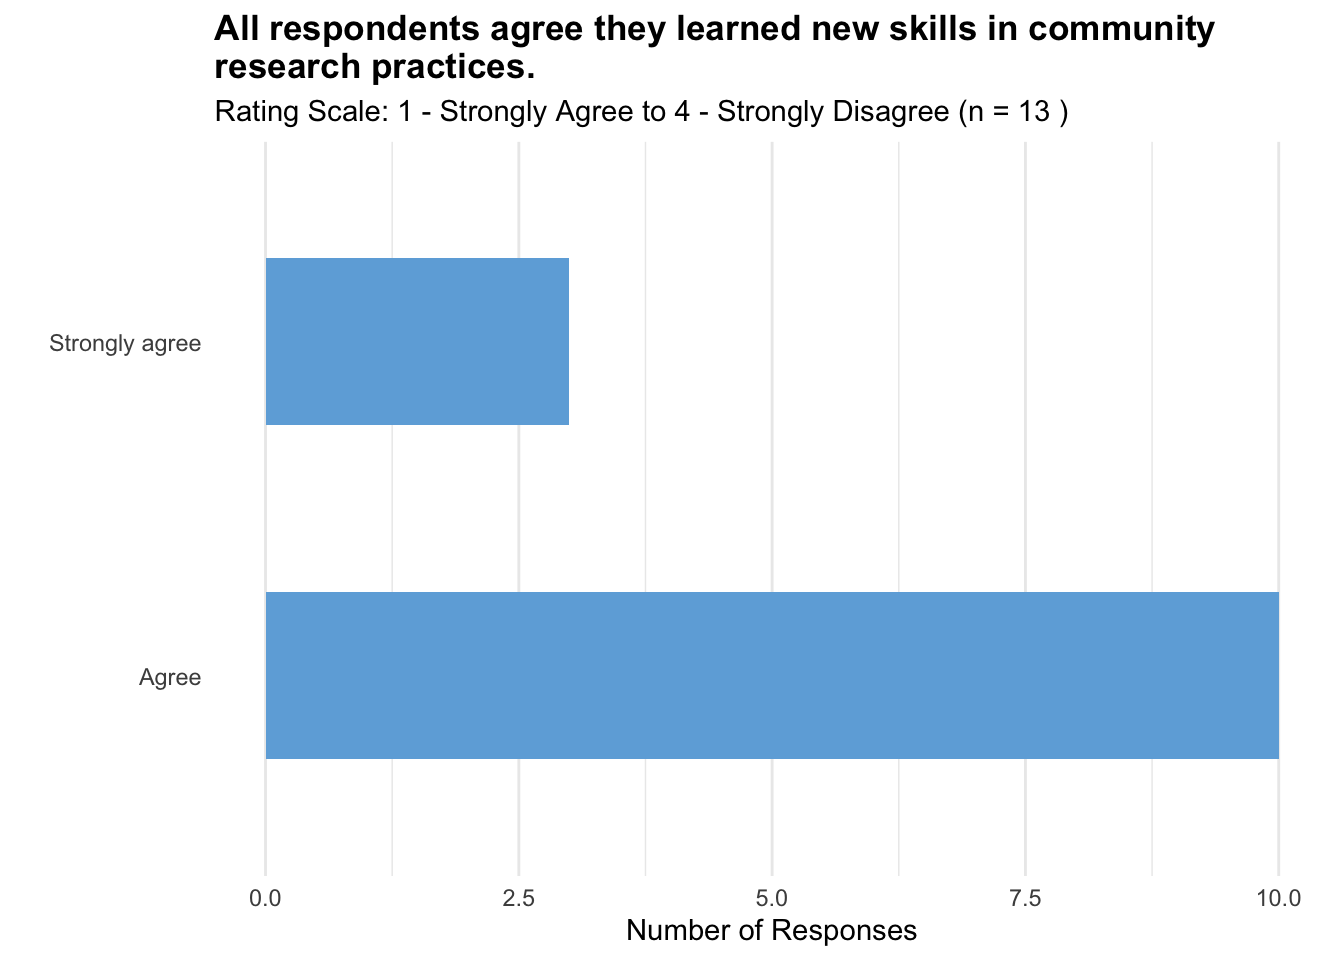 All respondents agree they learned new skills in community
research practices.
Rating Scale: 1 - Strongly Agree to 4 - Strongly Disagree (n = 13 )
Strongly agree
Agree
0.0 2.5 5.0 7.5 10.0
Number of Responses